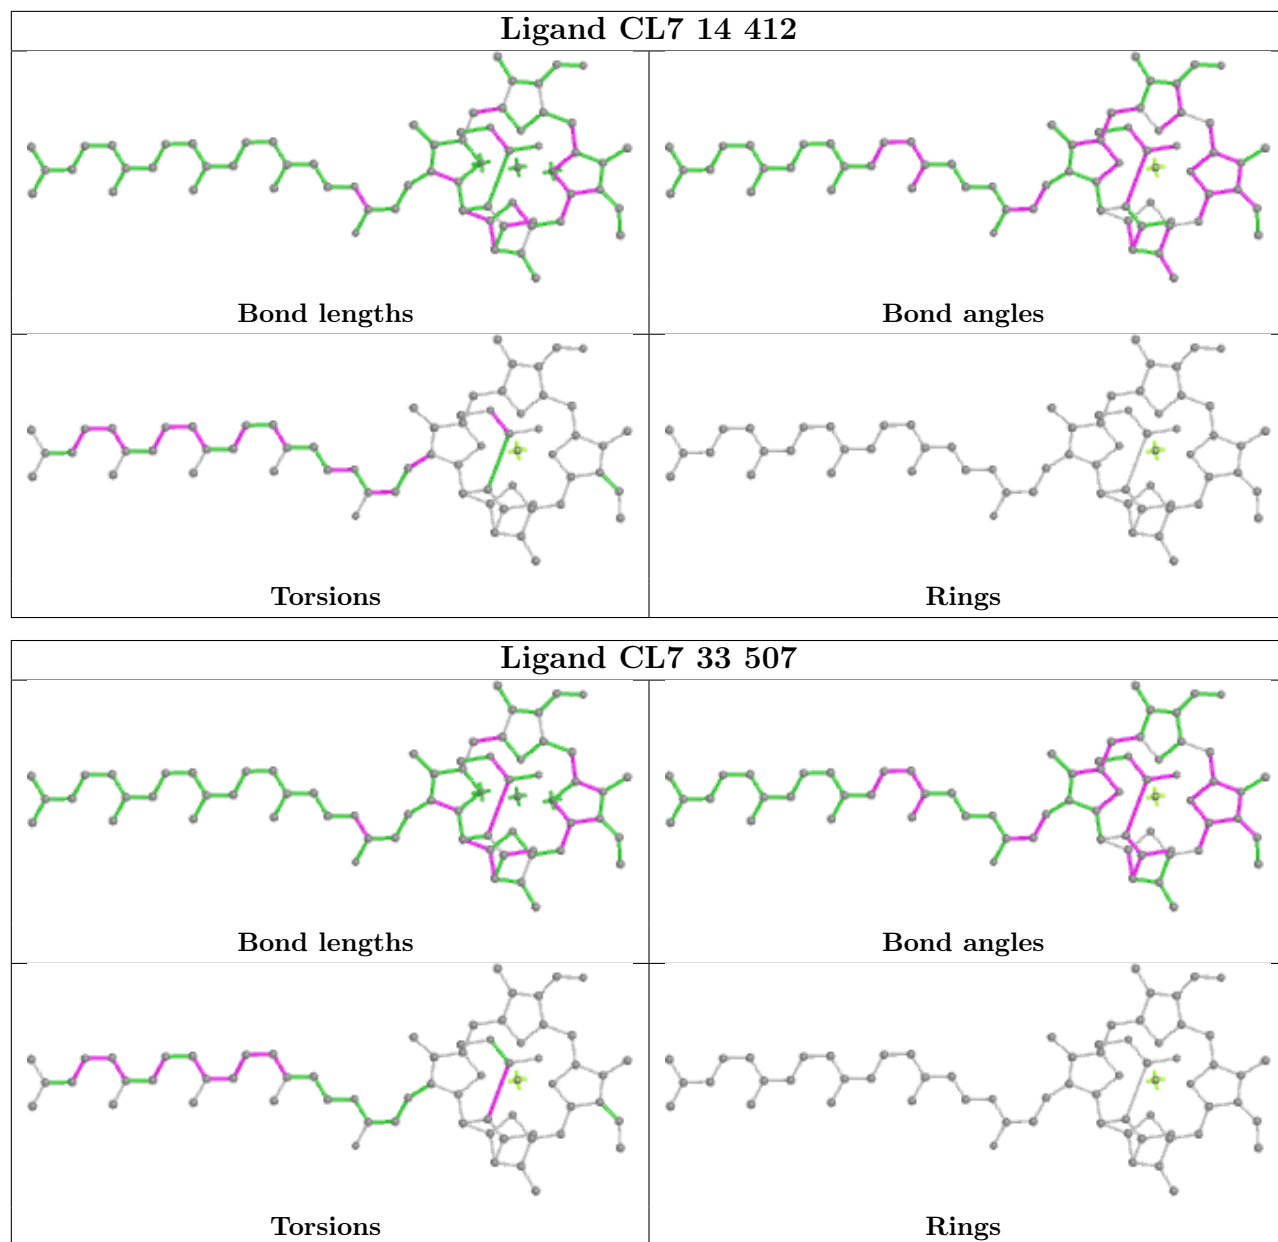 Ligand CL7 14 412
Bond lengths
Bond angles
Torsions
Rings
Ligand CL7 33 507
Bond lengths
Bond angles
Torsions
Rings